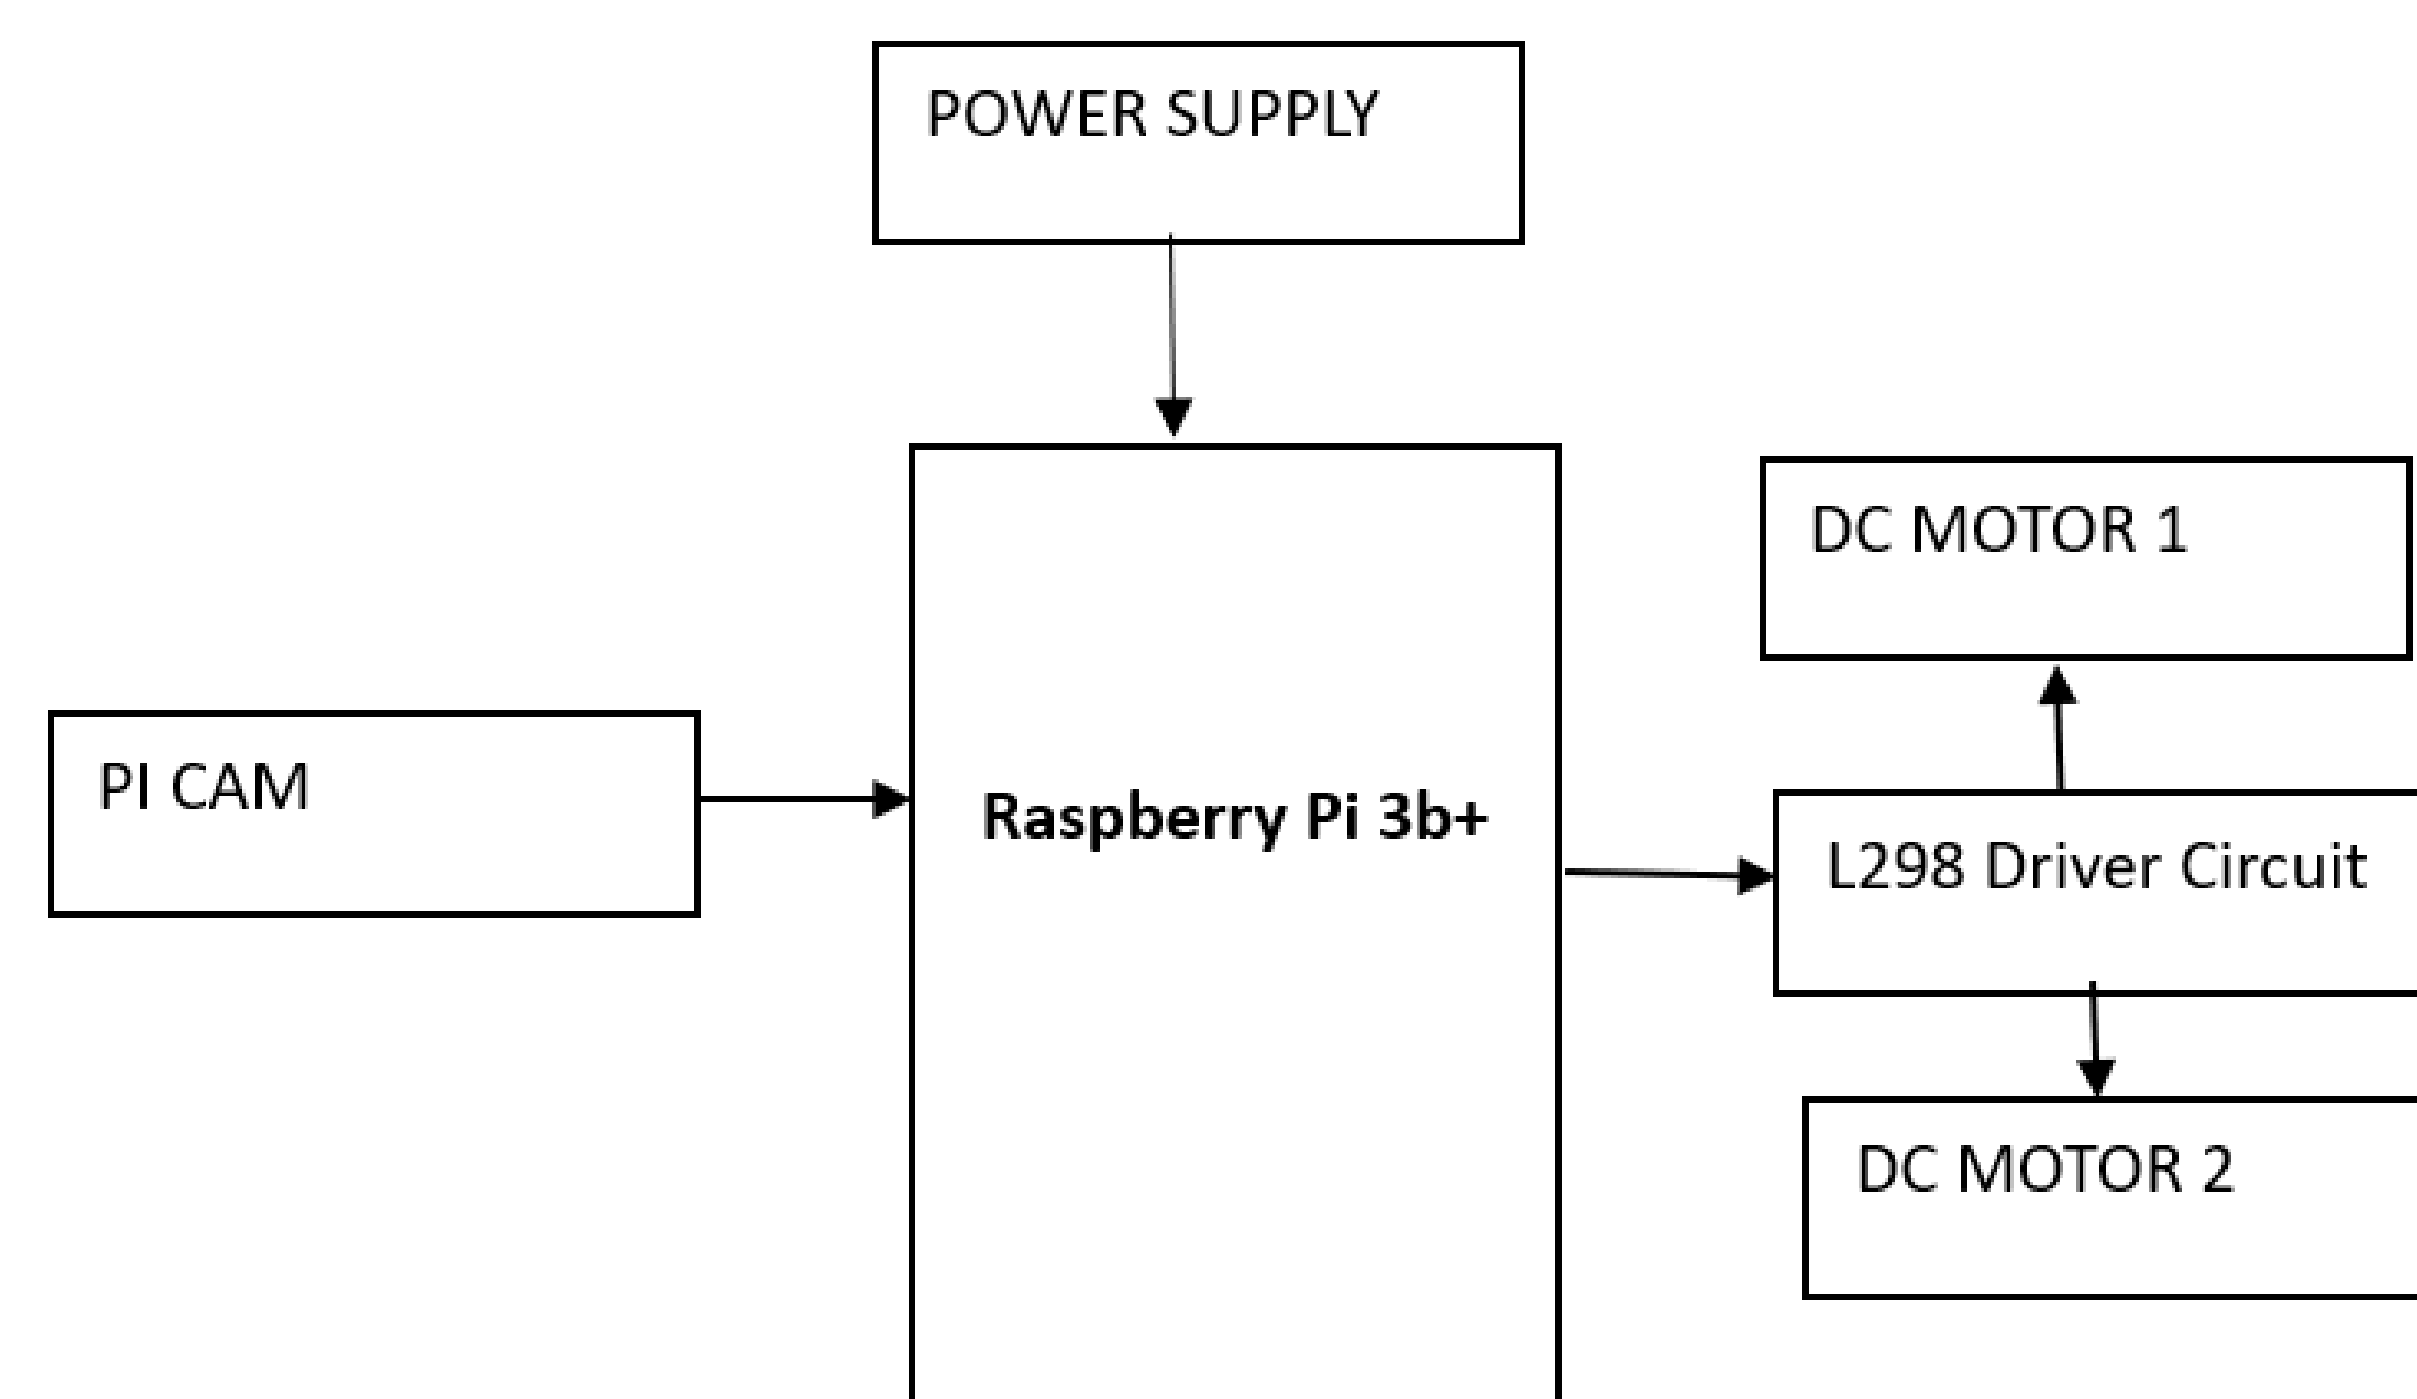 POWER SUPPLY
DC MOTOR 1
PI CAM
Raspberry Pi 3b+
L298 Driver Circuit
DC MOTOR 2